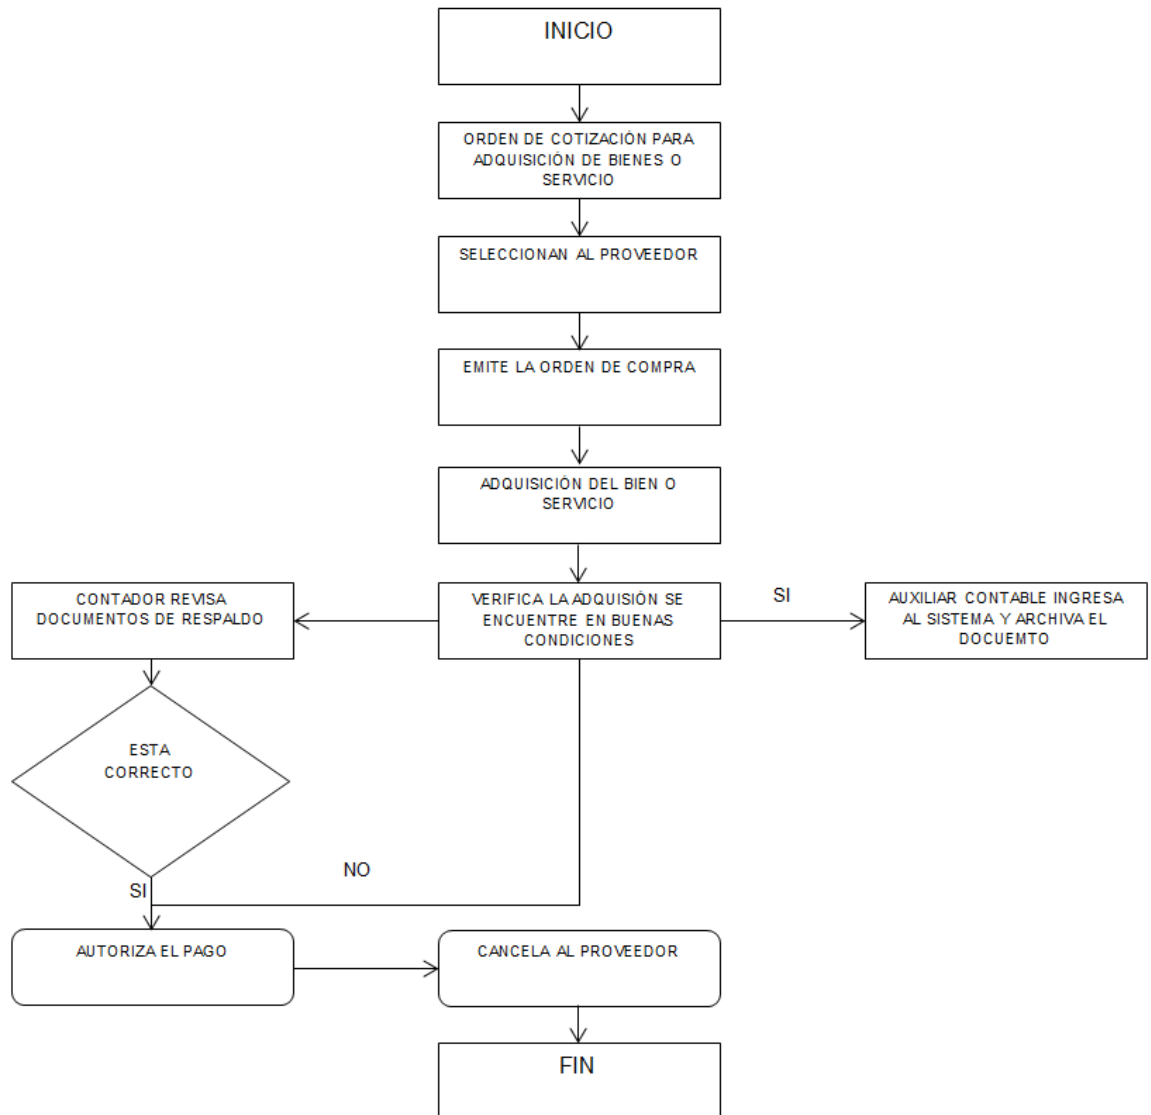 INICIO
ORDEN DE COTIZACIÓN PARA
ADQUISICIÓN DE BIENES O
SERVICIO
SELECCIONAN AL PROVEEDOR
EMITE LA ORDEN DE COMPRA
ADQUISICIÓN DEL BIEN O
SERVICIO
CONTADOR REVISA
DOCUMENTOS DE RESPALDO
VERIFICA LA ADQUISIÓN SE
ENCUENTRE EN BUENAS
CONDICIONES
SI
AUXILIAR CONTABLE INGRESA
AL SISTEMA Y ARCHIVA EL
DOCUEMTO
ESTA
CORRECTO
NO
SI
AUTORIZA EL PAGO
CANCELA AL PROVEEDOR
FIN